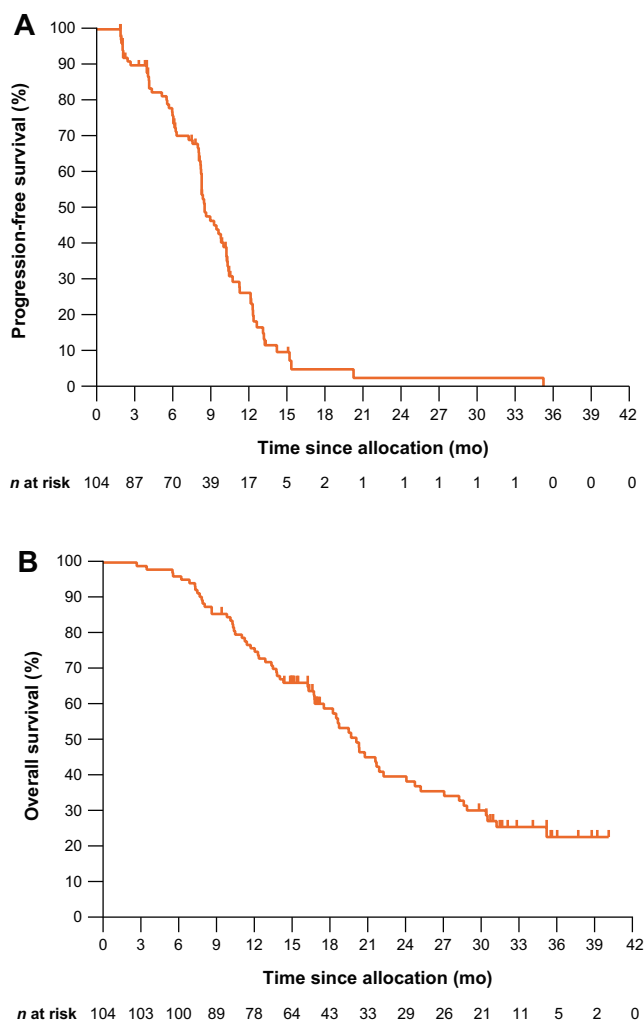 A
Progression-free survival (%)
100
90
80
70
60
50
40
30
20
10
0
0 3 6 9 12 15 18 21 24 27 30 33 36 39 42
Time since allocation (mo)
n at risk 104 87 70 39 17 5 2 1 1 1 1 1 0 0 0
B
Overall survival (%)
100
90
80
70
60
50
40
30
20
10
0
0 3 6 9 12 15 18 21 24 27 30 33 36 39 42
Time since allocation (mo)
n at risk 104 103 100 89 78 64 43 33 29 26 21 11 5 2 0